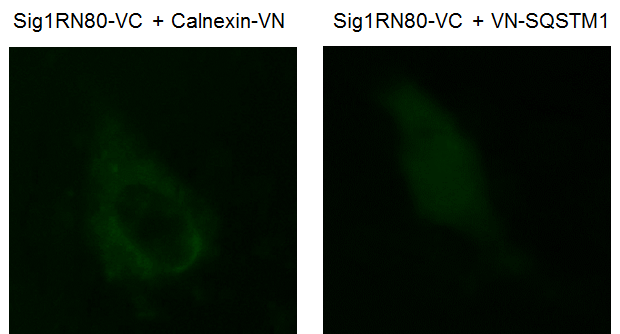 Sig1RN80-VC + Calnexin-VN
Sig1RN80-VC + VN-SQSTM1